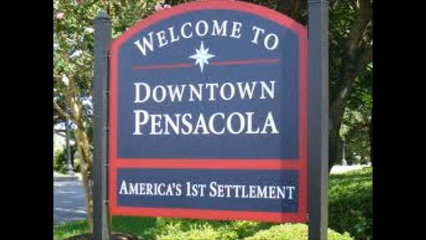 WELCOME TO
DOWNTOWN
PENSACOLA
AMERICA'S 1ST SETTLEMENT